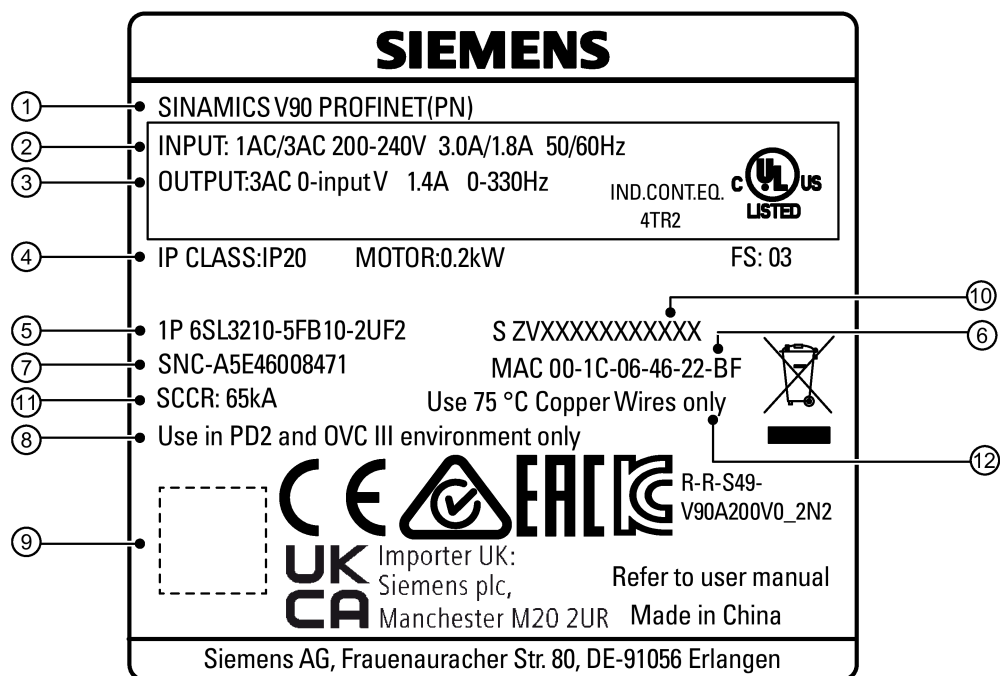 SIEMENS
① SINAMICS V90 PROFINET(PN)
② INPUT: 1AC/3AC 200-240V 3.0A/1.8A 50/60Hz
③ OUTPUT:3AC 0-input V 1.4A 0-330Hz
IND.CONT.EQ.
4TR2
C UL US
LISTED
④ IP CLASS:IP20 MOTOR:0.2kW FS: 03
⑩
⑤ 1P 6SL3210-5FB10-2UF2 S ZVXXXXXXXXXXX
⑥
⑦ SNC-A5E46008471 MAC 00-1C-06-46-22-BF
⑪ SCCR: 65kA Use 75 °C Copper Wires only
⑧ Use in PD2 and OVC III environment only
⑫
CE EAC KC R-R-S49-
V90A200V0_2N2
⑨
UK
CA
Importer UK:
Siemens plc,
Manchester M20 2UR
Refer to user manual
Made in China
Siemens AG, Frauenauracher Str. 80, DE-91056 Erlangen